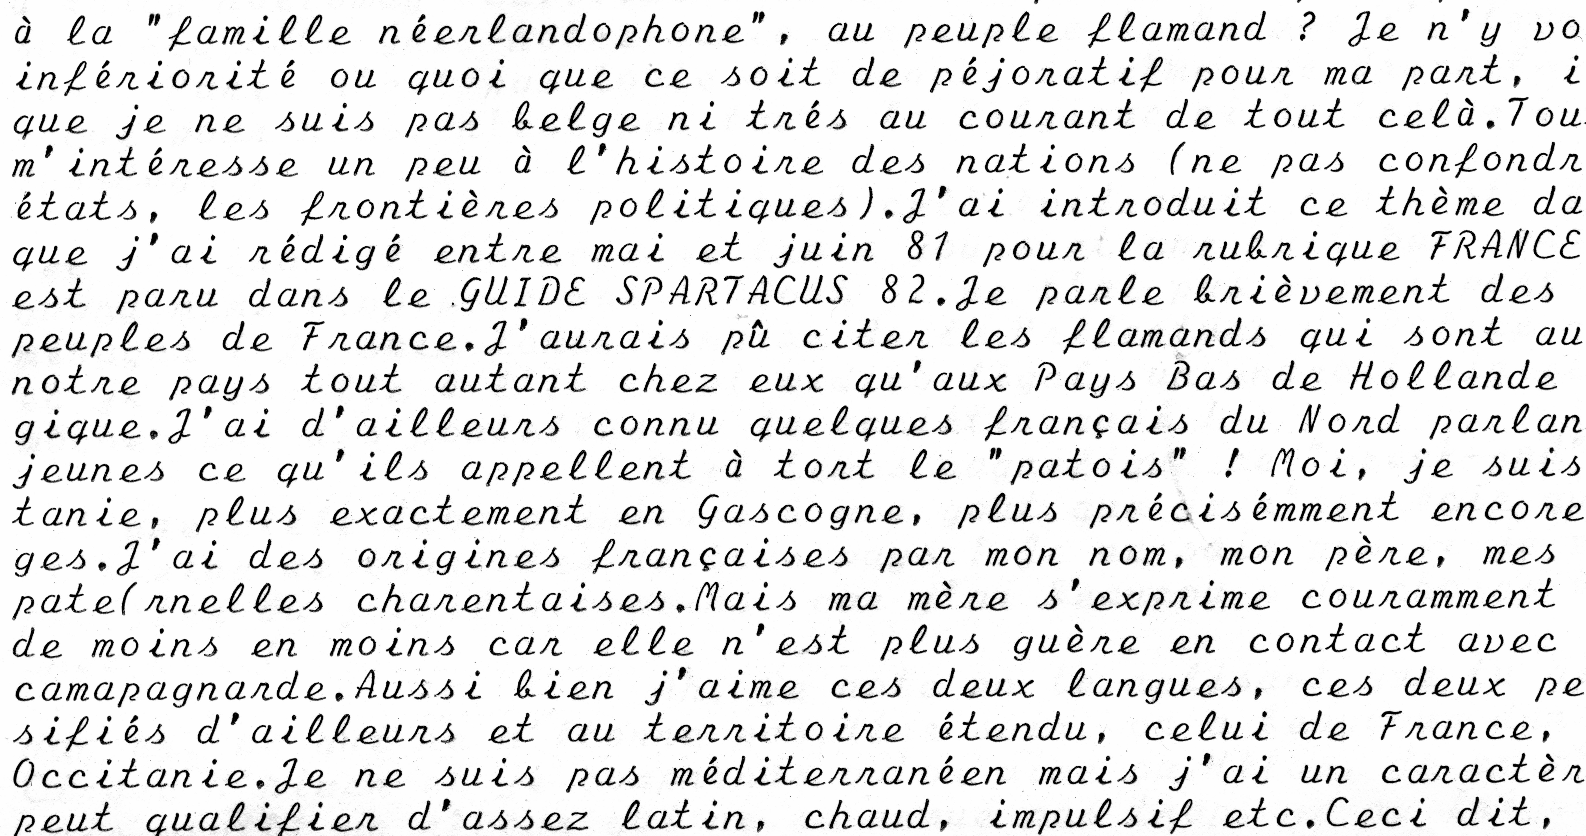 à la "famille néerlandophone", au peuple flamand ? Je n'y vo
infériorité ou quoi que ce soit de péjoratif pour ma part, i
que je ne suis pas belge ni trés au courant de tout celà.Tou
m'intéresse un peu à l'histoire des nations (ne pas confondr
états, les frontières politiques).J'ai introduit ce thème da
que j'ai rédigé entre mai et juin 81 pour la rubrique FRANCE
est paru dans le GUIDE SPARTACUS 82.Je parle brièvement des
peuples de France.J'aurais pû citer les flamands qui sont au
notre pays tout autant chez eux qu'aux Pays Bas de Hollande
gique.J'ai d'ailleurs connu quelques français du Nord parlan
jeunes ce qu'ils appellent à tort le "patois" ! Moi, je suis
tanie, plus exactement en Gascogne, plus précisémment encore
ges.J'ai des origines françaises par mon nom, mon père, mes
pate(rnelles charentaises.Mais ma mère s'exprime couramment
de moins en moins car elle n'est plus guère en contact avec
camapagnarde.Aussi bien j'aime ces deux langues, ces deux pe
sifiés d'ailleurs et au territoire étendu, celui de France,
Occitanie.Je ne suis pas méditerranéen mais j'ai un caractèr
peut qualifier d'assez latin, chaud, impulsif etc.Ceci dit,